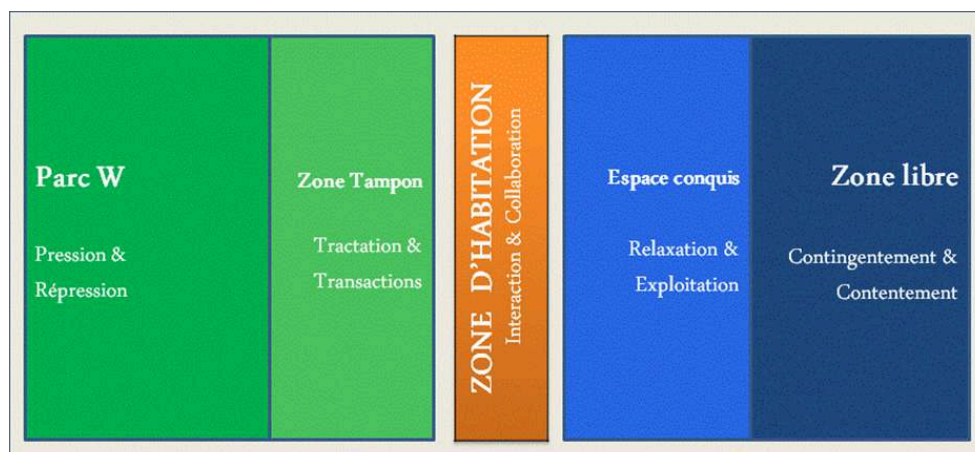 Parc W
Pression &
Répression
Zone Tampon
Tractation &
Transactions
ZONE D'HABITATION
Interaction & Collaboration
Espace conquis
Relaxation &
Exploitation
Zone libre
Contingentement &
Contentement